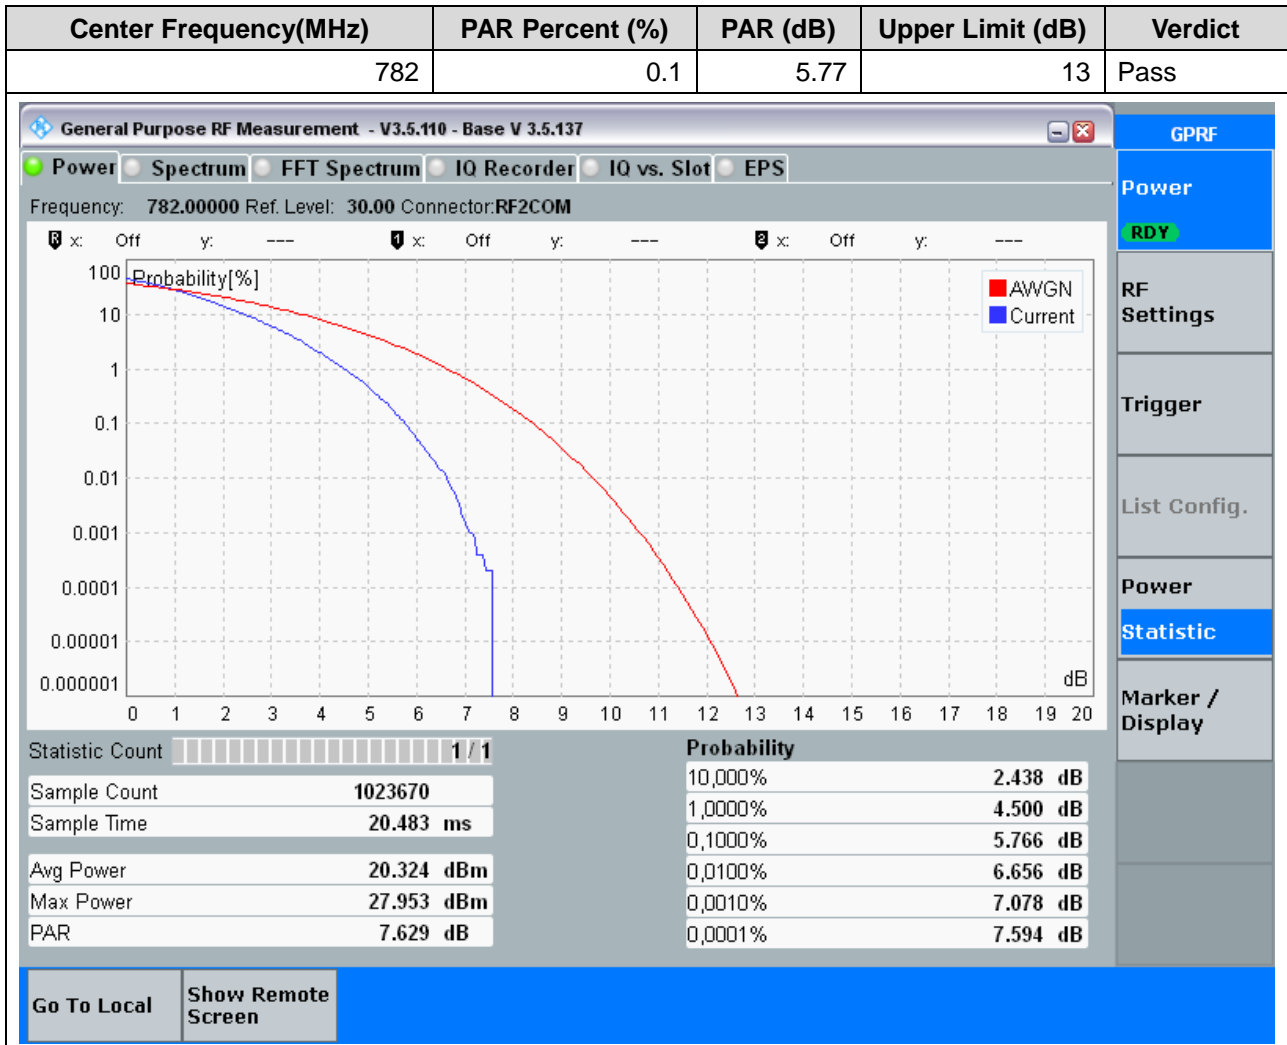 Center Frequency(MHz) PAR Percent (%) PAR (dB) Upper Limit (dB) Verdict
782 0.1 5.77 13 Pass
General Purpose RF Measurement - V3.5.110 - Base V 3.5.137
GPRF
Power Spectrum FFT Spectrum IQ Recorder IQ vs. Slot EPS
Power
RDY
Frequency: 782.00000 Ref. Level: 30.00 Connector:RF2COM
R x: Off y: --- 1 x: Off y: --- 2 x: Off y: ---
Probability[%]
AWGN
Current
100
10
1
0.1
0.01
0.001
0.0001
0.00001
0.000001
dB
0 1 2 3 4 5 6 7 8 9 10 11 12 13 14 15 16 17 18 19 20
RF
Settings
Trigger
List Config.
Power
Statistic
Marker /
Display
Statistic Count 1 / 1
Sample Count 1023670
Sample Time 20.483 ms
Avg Power 20.324 dBm
Max Power 27.953 dBm
PAR 7.629 dB
Probability
10,000% 2.438 dB
1,0000% 4.500 dB
0,1000% 5.766 dB
0,0100% 6.656 dB
0,0010% 7.078 dB
0,0001% 7.594 dB
Go To Local
Show Remote
Screen